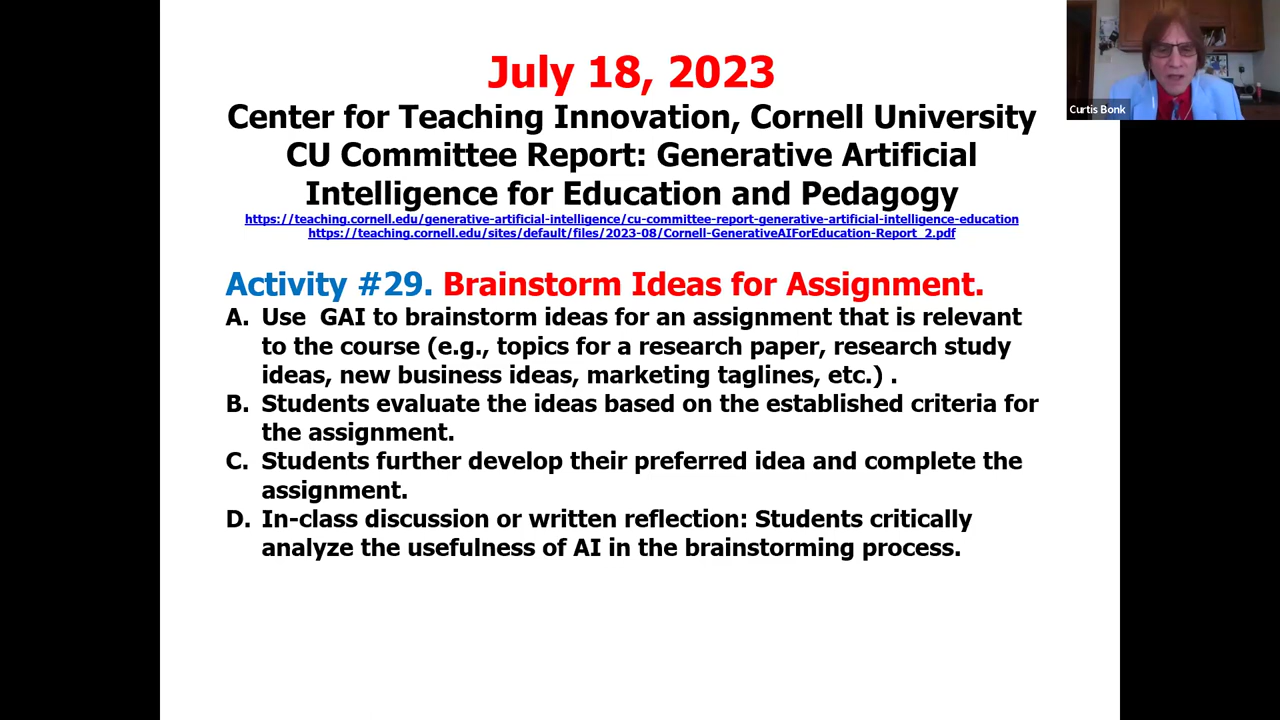 July 18, 2023
Center for Teaching Innovation, Cornell University
CU Committee Report: Generative Artificial
Intelligence for Education and Pedagogy
https://teaching.cornell.edu/generative-artificial-intelligence/cu-committee-report-generative-artificial-intelligence-education
https://teaching.cornell.edu/sites/default/files/2023-08/Cornell-GenerativeAIForEducation-Report_2.pdf
Activity #29. Brainstorm Ideas for Assignment.
A. Use  GAI to brainstorm ideas for an assignment that is relevant
to the course (e.g., topics for a research paper, research study
ideas, new business ideas, marketing taglines, etc.) .
B. Students evaluate the ideas based on the established criteria for
the assignment.
C. Students further develop their preferred idea and complete the
assignment.
D. In-class discussion or written reflection: Students critically
analyze the usefulness of AI in the brainstorming process.
Curtis Bonk